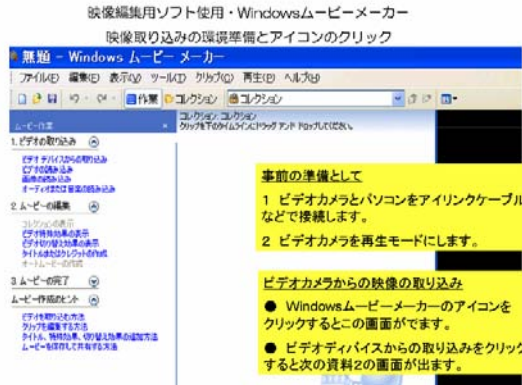 映像編集用ソフト使用・Windowsムービーメーカー
映像取り込みの環境準備とアイコンのクリック
無題 - Windows ムービー メーカー
ファイル(F) 編集(E) 表示(V) ツール(T) クリップ(C) 再生(P) ヘルプ(H)
作業 コレクション コレクション
ムービー作業
コレクション: コレクション
クリップを下のタイムラインにドラッグ アンド ドロップしてください。
1. ビデオの取り込み
ビデオ デバイスからの取り込み
ビデオの読み込み
画像の読み込み
オーディオまたは音楽の読み込み
2. ムービーの編集
コレクションの表示
ビデオ特殊効果の表示
ビデオ切り替え効果の表示
タイトルまたはクレジットの作成
オートムービーの作成
3. ムービーの完了
ムービー作成のヒント
ビデオを取り込む方法
クリップを編集する方法
タイトル、特殊効果、切り替え効果の追加方法
ムービーを保存して共有する方法
事前の準備として
1 ビデオカメラとパソコンをアイリンクケーブル
などで接続します。
2 ビデオカメラを再生モードにします。
ビデオカメラからの映像の取り込み
● Windowsムービーメーカーのアイコンを
クリックするとこの画面がでます。
● ビデオディバイスからの取り込みをクリック
すると次の資料2の画面が出ます。